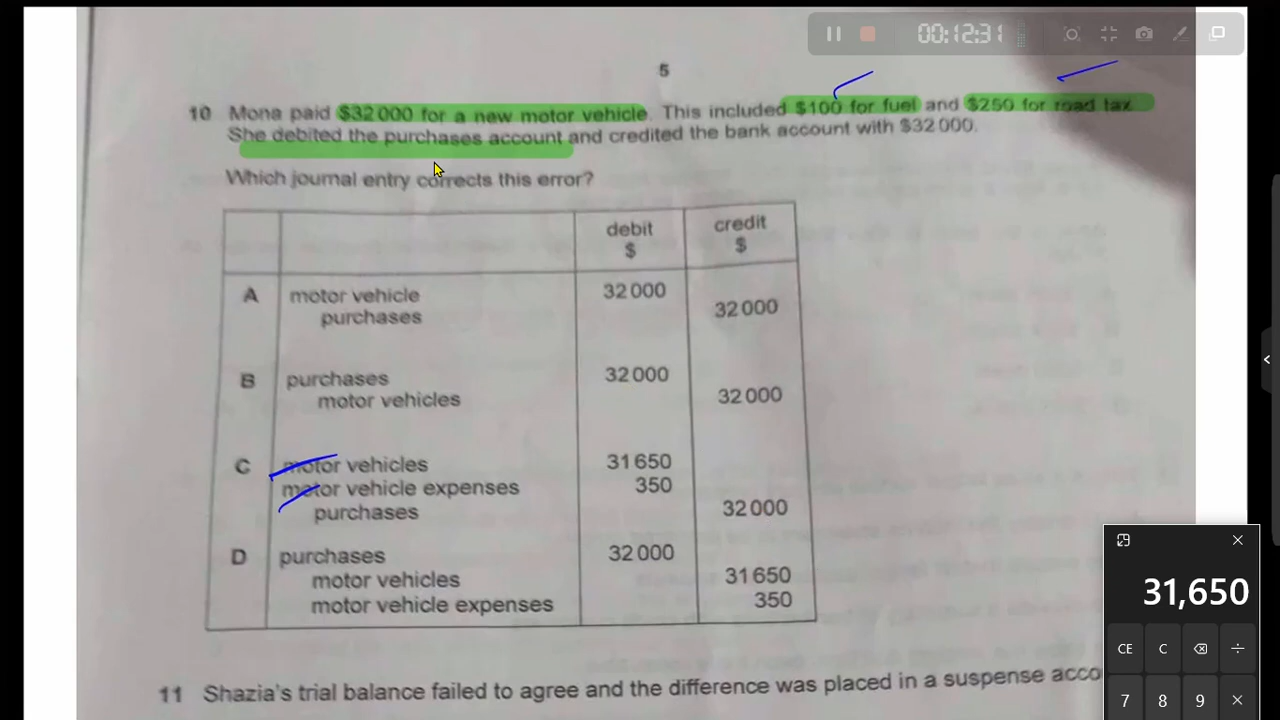 00:12:31
5
10 Mona paid $32 000 for a new motor vehicle. This included $100 for fuel and $250 for road tax.
She debited the purchases account and credited the bank account with $32 000.
Which journal entry corrects this error?
debit credit
$ $
A motor vehicle 32 000
purchases 32 000
B purchases 32 000
motor vehicles 32 000
C motor vehicles 31 650
motor vehicle expenses 350
purchases 32 000
D purchases 32 000
motor vehicles 31 650
motor vehicle expenses 350
11 Shazia's trial balance failed to agree and the difference was placed in a suspense acco
31,650
CE C ÷
7 8 9 ×